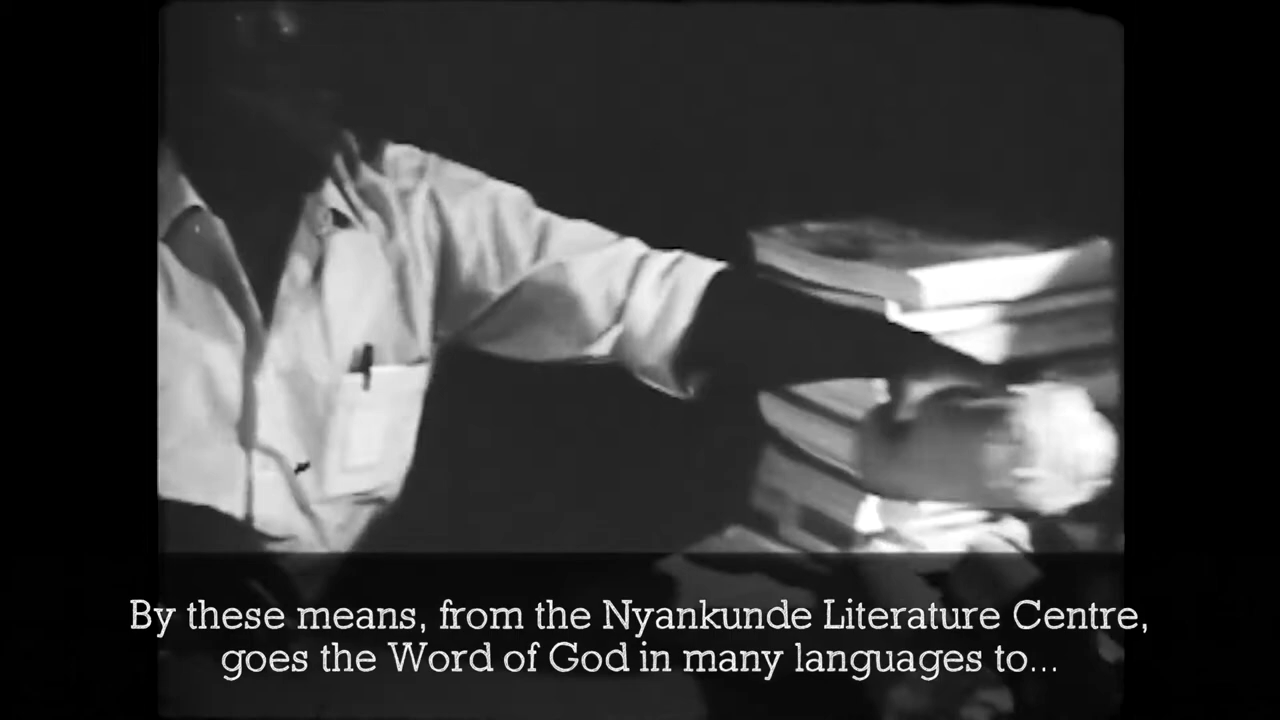 By these means, from the Nyankunde Literature Centre,
goes the Word of God in many languages to...